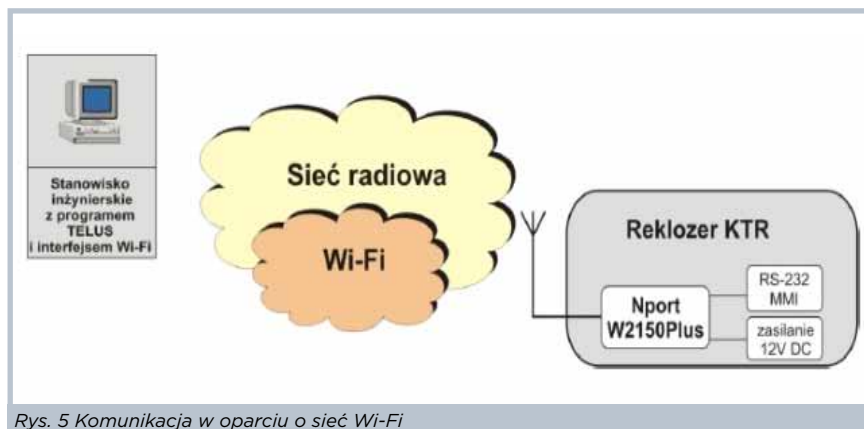 Stanowisko
inżynierskie
z programem
TELUS
i interfejsem Wi-Fi
Sieć radiowa
Wi-Fi
Reklozer KTR
Nport
W2150Plus
RS-232
MMI
zasilanie
12V DC
Rys. 5 Komunikacja w oparciu o sieć Wi-Fi